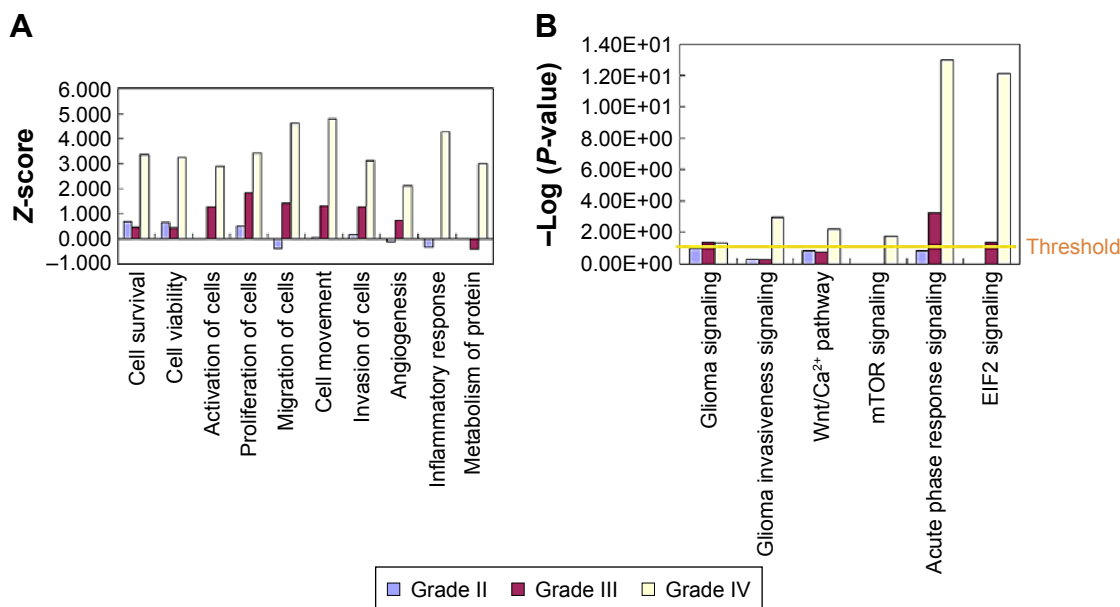 A
Z-score
6.000
5.000
4.000
3.000
2.000
1.000
0.000
–1.000
Cell survival
Cell viability
Activation of cells
Proliferation of cells
Migration of cells
Cell movement
Invasion of cells
Angiogenesis
Inflammatory response
Metabolism of protein
B
–Log (P-value)
1.40E+01
1.20E+01
1.00E+01
8.00E+00
6.00E+00
4.00E+00
2.00E+00
0.00E+00
Threshold
Glioma signaling
Glioma invasiveness signaling
Wnt/Ca²⁺ pathway
mTOR signaling
Acute phase response signaling
EIF2 signaling
Grade II Grade III Grade IV